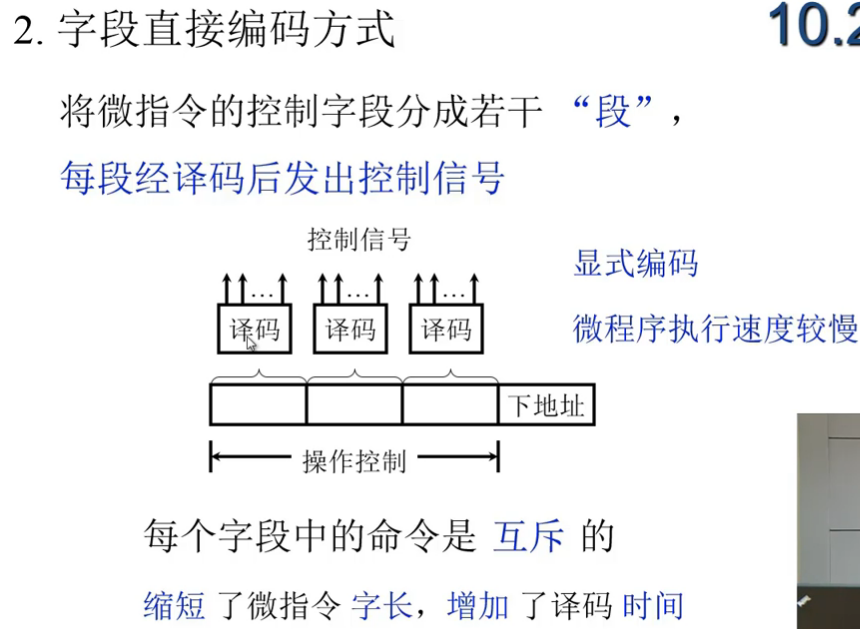 2. 字段直接编码方式
10.2
将微指令的控制字段分成若干 “段”，
每段经译码后发出控制信号
控制信号
显式编码
... ... ...
译码 译码 译码
微程序执行速度较慢
下地址
操作控制
每个字段中的命令是 互斥 的
缩短 了微指令 字长，增加 了译码 时间